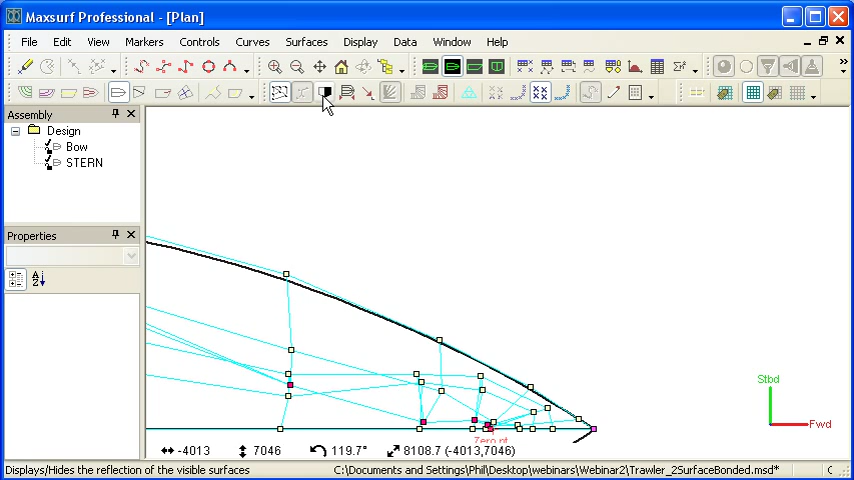 Maxsurf Professional - [Plan]
File Edit View Markers Controls Curves Surfaces Display Data Window Help
Assembly
Design
Bow
STERN
Properties
Stbd
Fwd
Zero pt
-4013 7046 119.7° 8108.7 (-4013,7046)
Displays/Hides the reflection of the visible surfaces C:\Documents and Settings\Phil\Desktop\webinars\Webinar2\Trawler_2SurfaceBonded.msd*